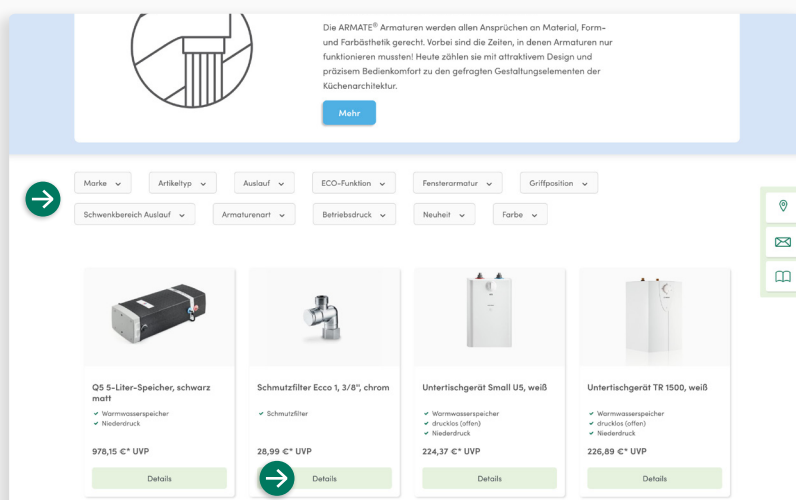 Die ARMATE® Armaturen werden allen Ansprüchen an Material, Form-
und Farbästhetik gerecht. Vorbei sind die Zeiten, in denen Armaturen nur
funktionieren mussten! Heute zählen sie mit attraktivem Design und
präzisem Bedienkomfort zu den gefragten Gestaltungselementen der
Küchenarchitektur.
Mehr
Marke Artikeltyp Auslauf ECO-Funktion Fensterarmatur Griffposition
Schwenkbereich Auslauf Armaturenart Betriebsdruck Neuheit Farbe
Q5 5-Liter-Speicher, schwarz
matt
Warmwasserspeicher
Niederdruck
978,15 €* UVP
Details
Schmutzfilter Ecco 1, 3/8", chrom
Schmutzfilter
28,99 €* UVP
Details
Untertischgerät Small U5, weiß
Warmwasserspeicher
drucklos (offen)
Niederdruck
224,37 €* UVP
Details
Untertischgerät TR 1500, weiß
Warmwasserspeicher
drucklos (offen)
Niederdruck
226,89 €* UVP
Details